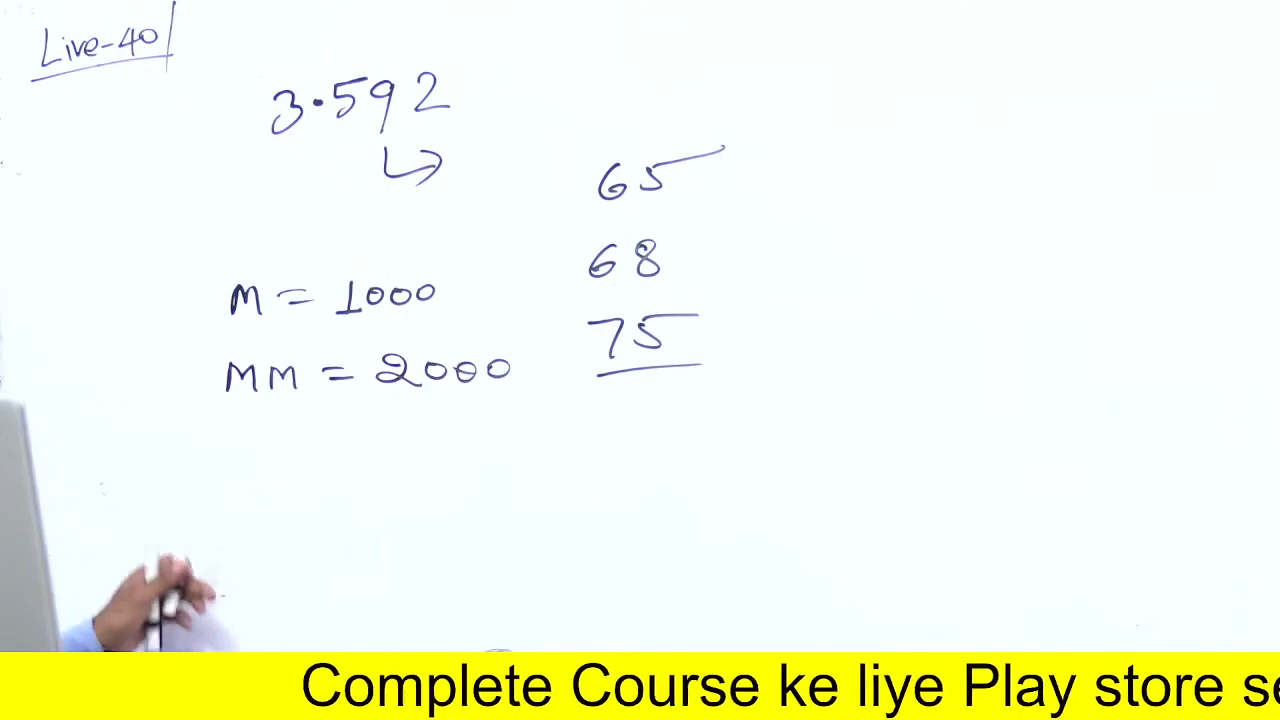 Live-40
3.592
65
68
M = 1000
75
MM = 2000
Complete Course ke liye Play store se